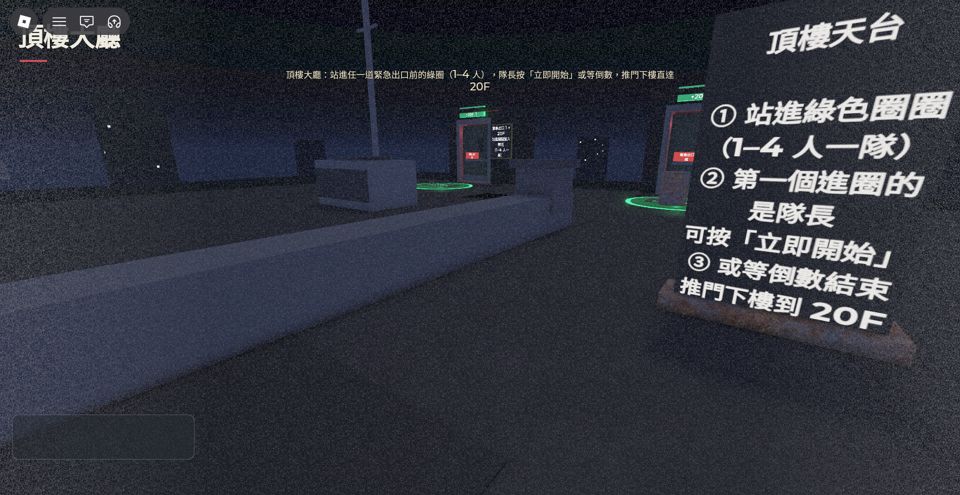 頂樓大廳
頂樓大廳：站進任一道緊急出口前的綠圈（1–4 人），隊長按「立即開始」或等倒數，推門下樓直達
20F
頂樓天台
① 站進綠色圈圈
（1–4 人一隊）
② 第一個進圈的
是隊長
可按「立即開始」
③ 或等倒數結束
推門下樓到 20F